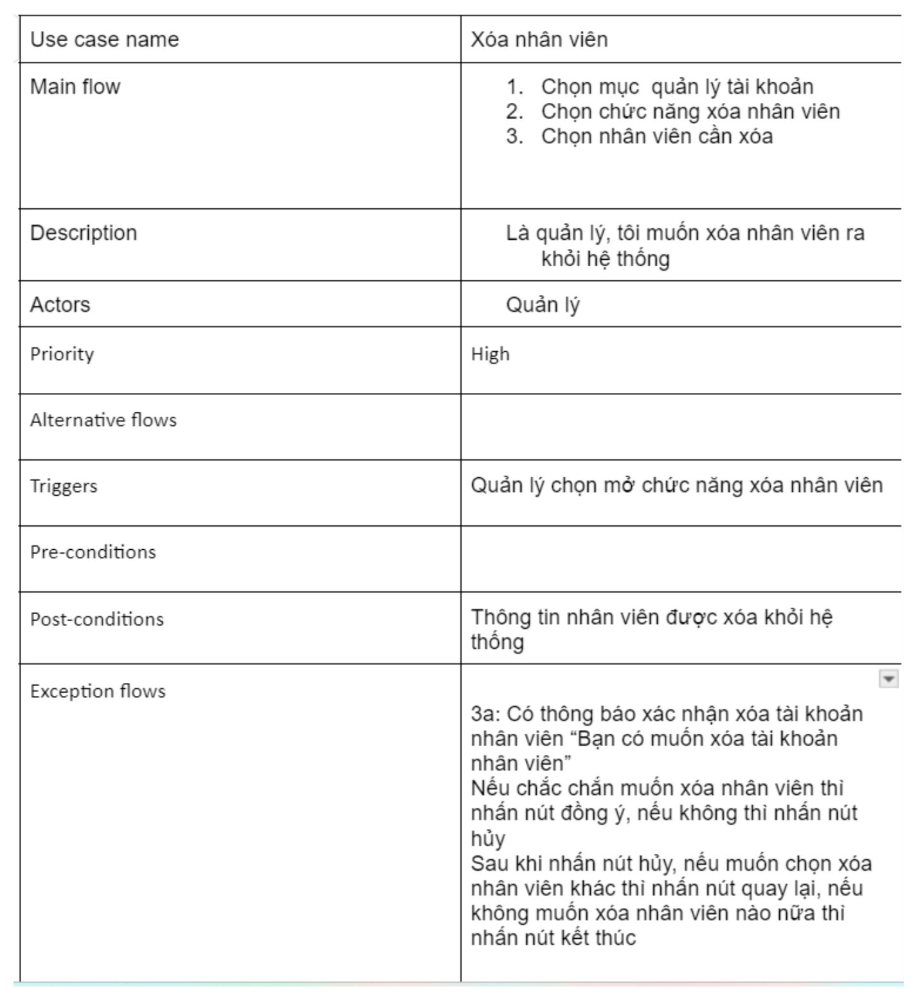 Use case name
Xóa nhân viên
Main flow
1. Chọn mục  quản lý tài khoản
2. Chọn chức năng xóa nhân viên
3. Chọn nhân viên cần xóa
Description
Là quản lý, tôi muốn xóa nhân viên ra
khỏi hệ thống
Actors
Quản lý
Priority
High
Alternative flows
Triggers
Quản lý chọn mở chức năng xóa nhân viên
Pre-conditions
Post-conditions
Thông tin nhân viên được xóa khỏi hệ
thống
Exception flows
3a: Có thông báo xác nhận xóa tài khoản
nhân viên “Bạn có muốn xóa tài khoản
nhân viên”
Nếu chắc chắn muốn xóa nhân viên thì
nhấn nút đồng ý, nếu không thì nhấn nút
hủy
Sau khi nhấn nút hủy, nếu muốn chọn xóa
nhân viên khác thì nhấn nút quay lại, nếu
không muốn xóa nhân viên nào nữa thì
nhấn nút kết thúc